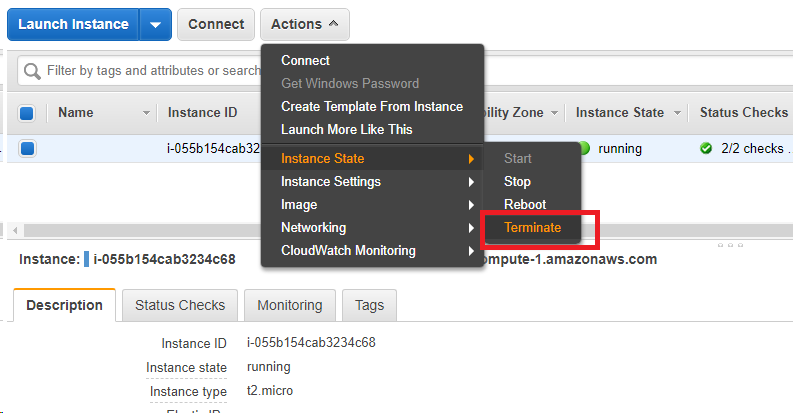 Launch Instance Connect Actions
Filter by tags and attributes or search
Connect
Get Windows Password
Create Template From Instance
Launch More Like This
Name Instance ID bility Zone Instance State Status Checks
i-055b154cab32 running 2/2 checks ...
Instance State
Instance Settings
Image
Networking
CloudWatch Monitoring
Start
Stop
Reboot
Terminate
Instance: i-055b154cab3234c68 compute-1.amazonaws.com
Description Status Checks Monitoring Tags
Instance ID i-055b154cab3234c68
Instance state running
Instance type t2.micro